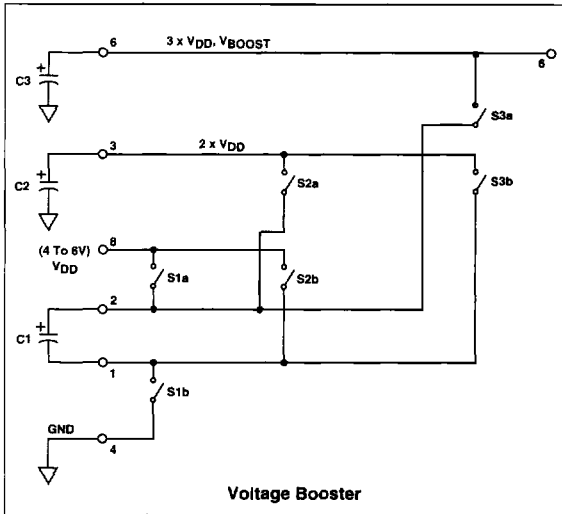 6
3 x VDD, VBOOST
6
+
C3
S3a
3
2 x VDD
+
C2
S2a
S3b
(4 To 6V)
VDD
8
S1a
S2b
2
+
C1
1
S1b
GND
4
Voltage Booster